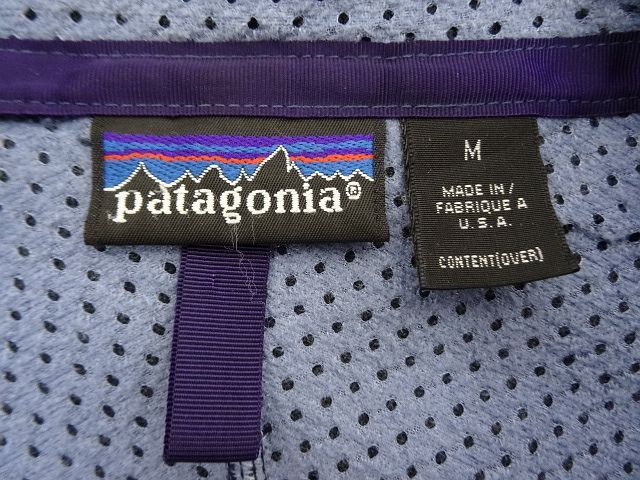 patagonia®
M
MADE IN/
FABRIQUE A
U.S.A.
CONTENT(OVER)